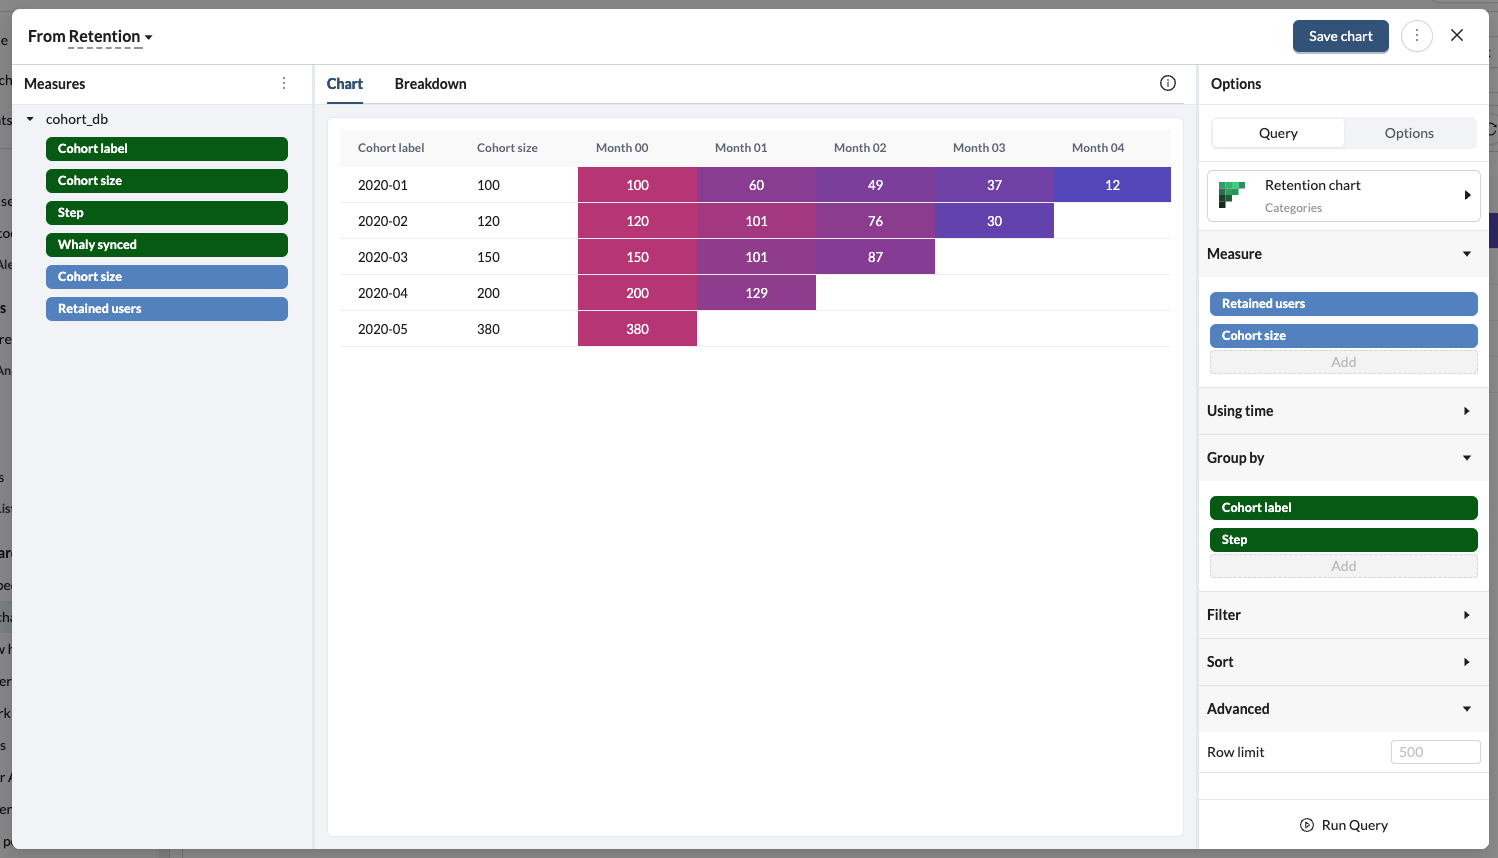 From Retention
Save chart
Measures
Chart
Breakdown
Options
cohort_db
Cohort label
Cohort size
Step
Whaly synced
Cohort size
Retained users
Cohort label Cohort size Month 00 Month 01 Month 02 Month 03 Month 04
2020-01 100 100 60 49 37 12
2020-02 120 120 101 76 30
2020-03 150 150 101 87
2020-04 200 200 129
2020-05 380 380
Query
Options
Retention chart
Categories
Measure
Retained users
Cohort size
Add
Using time
Group by
Cohort label
Step
Add
Filter
Sort
Advanced
Row limit
500
Run Query